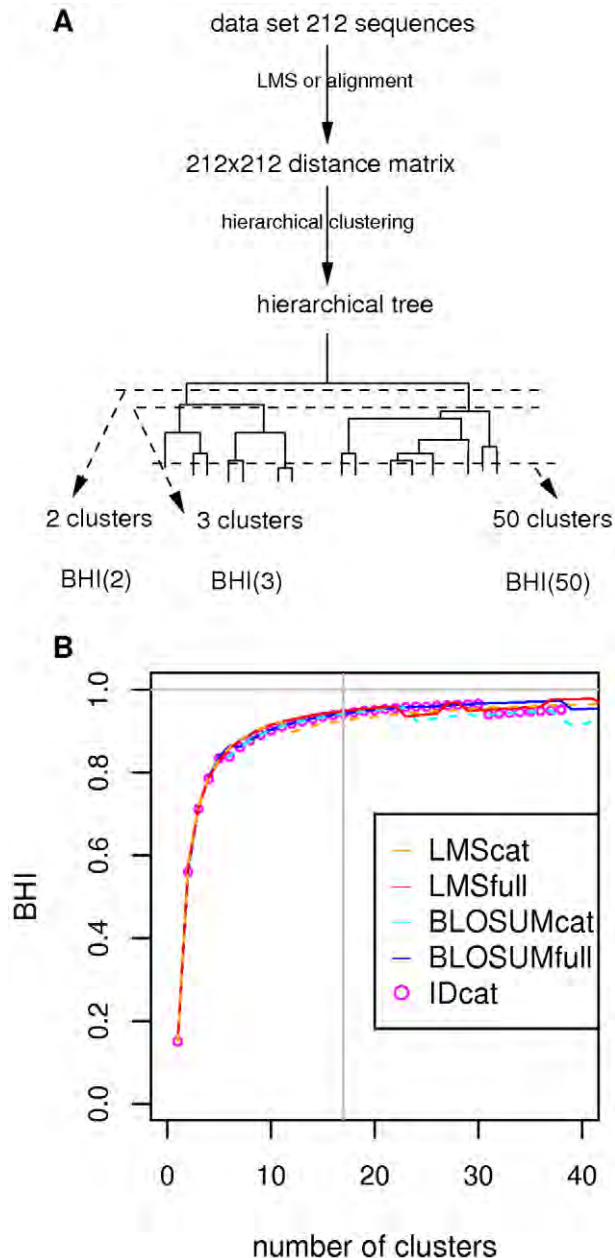 A
data set 212 sequences
LMS or alignment
212x212 distance matrix
hierarchical clustering
hierarchical tree
2 clusters 3 clusters 50 clusters
BHI(2) BHI(3) BHI(50)
B
BHI
1.0
0.8
0.6
0.4
0.2
0.0
LMScat
LMSfull
BLOSUMcat
BLOSUMfull
IDcat
0 10 20 30 40
number of clusters